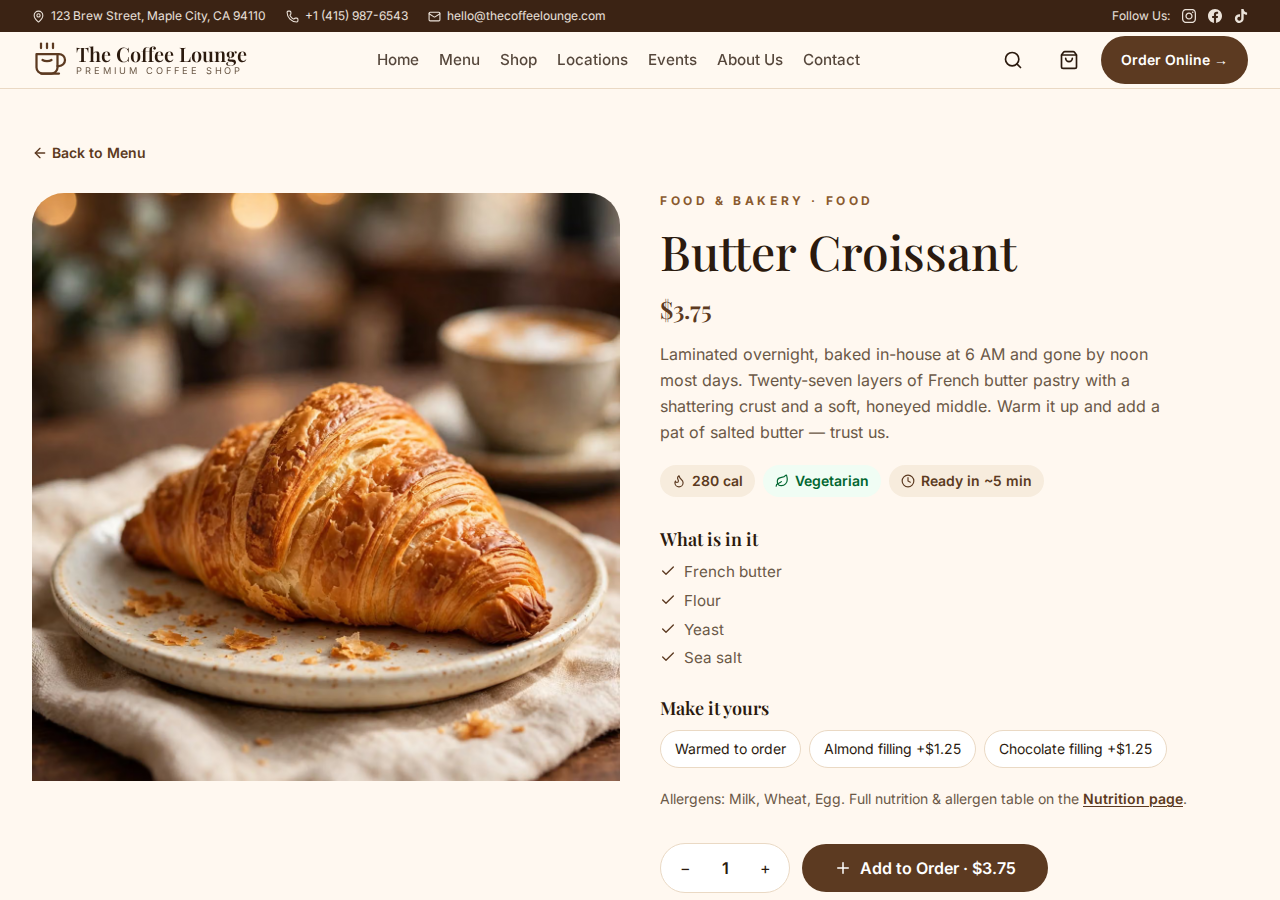 123 Brew Street, Maple City, CA 94110
+1 (415) 987-6543
hello@thecoffeelounge.com
Follow Us:
The Coffee Lounge
PREMIUM COFFEE SHOP
Home
Menu
Shop
Locations
Events
About Us
Contact
Order Online →
← Back to Menu
FOOD & BAKERY · FOOD
Butter Croissant
$3.75
Laminated overnight, baked in-house at 6 AM and gone by noon
most days. Twenty-seven layers of French butter pastry with a
shattering crust and a soft, honeyed middle. Warm it up and add a
pat of salted butter — trust us.
280 cal
Vegetarian
Ready in ~5 min
What is in it
French butter
Flour
Yeast
Sea salt
Make it yours
Warmed to order
Almond filling +$1.25
Chocolate filling +$1.25
Allergens: Milk, Wheat, Egg. Full nutrition & allergen table on the Nutrition page.
− 1 +
+ Add to Order · $3.75